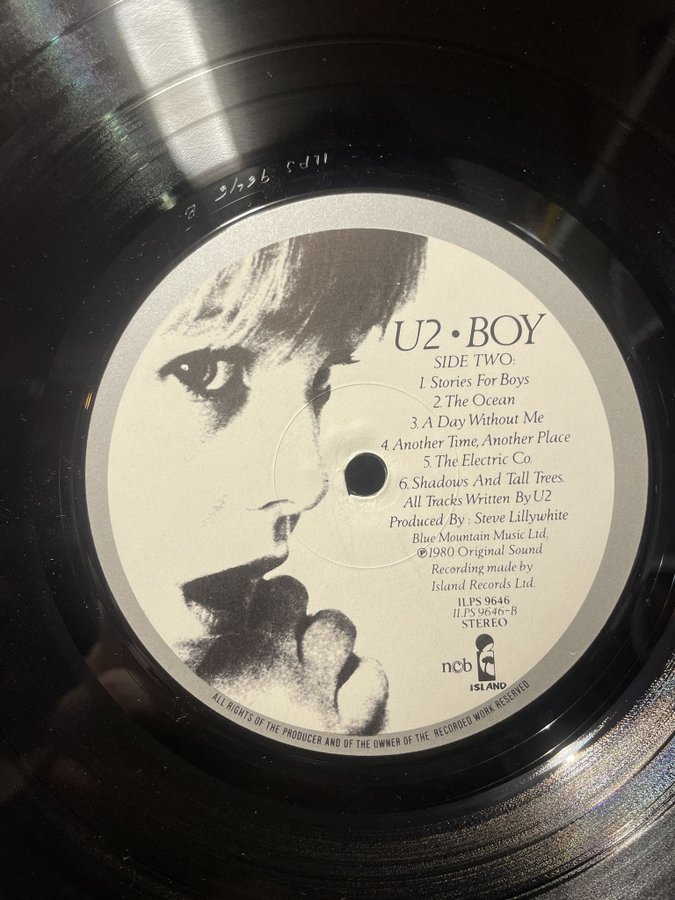 ILPS 9646 B
U2 • BOY
SIDE TWO:
1. Stories For Boys
2. The Ocean
3. A Day Without Me
4. Another Time, Another Place
5. The Electric Co.
6. Shadows And Tall Trees.
All Tracks Written By U2
Produced By : Steve Lillywhite
Blue Mountain Music Ltd.
℗1980 Original Sound
Recording made by
Island Records Ltd.
ILPS 9646
ILPS 9646-B
STEREO
ncb
ISLAND
ALL RIGHTS OF THE PRODUCER AND OF THE OWNER OF THE RECORDED WORK RESERVED